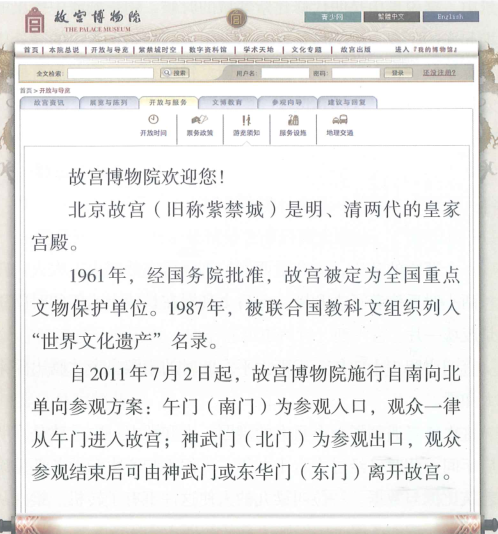 故宫博物院
THE PALACE MUSEUM
青少网
繁體中文
English
首页 | 本院总说 | 开放与导览 | 紫禁城时空 | 数字资料馆 | 学术天地 | 文化专题 | 故宫出版 进入『我的博物馆』
全文检索： 搜索 用户名： 密码： 登录 还没注册?
首页 > 开放与导览
故宫资讯 展览与陈列 开放与服务 文博教育 参观向导 建议与回复
开放时间 票务政策 游览须知 服务设施 地理交通
故宫博物院欢迎您！
北京故宫（旧称紫禁城）是明、清两代的皇家
宫殿。
1961年，经国务院批准，故宫被定为全国重点
文物保护单位。1987年，被联合国教科文组织列入
“世界文化遗产”名录。
自2011年7月2日起，故宫博物院施行自南向北
单向参观方案：午门（南门）为参观入口，观众一律
从午门进入故宫；神武门（北门）为参观出口，观众
参观结束后可由神武门或东华门（东门）离开故宫。